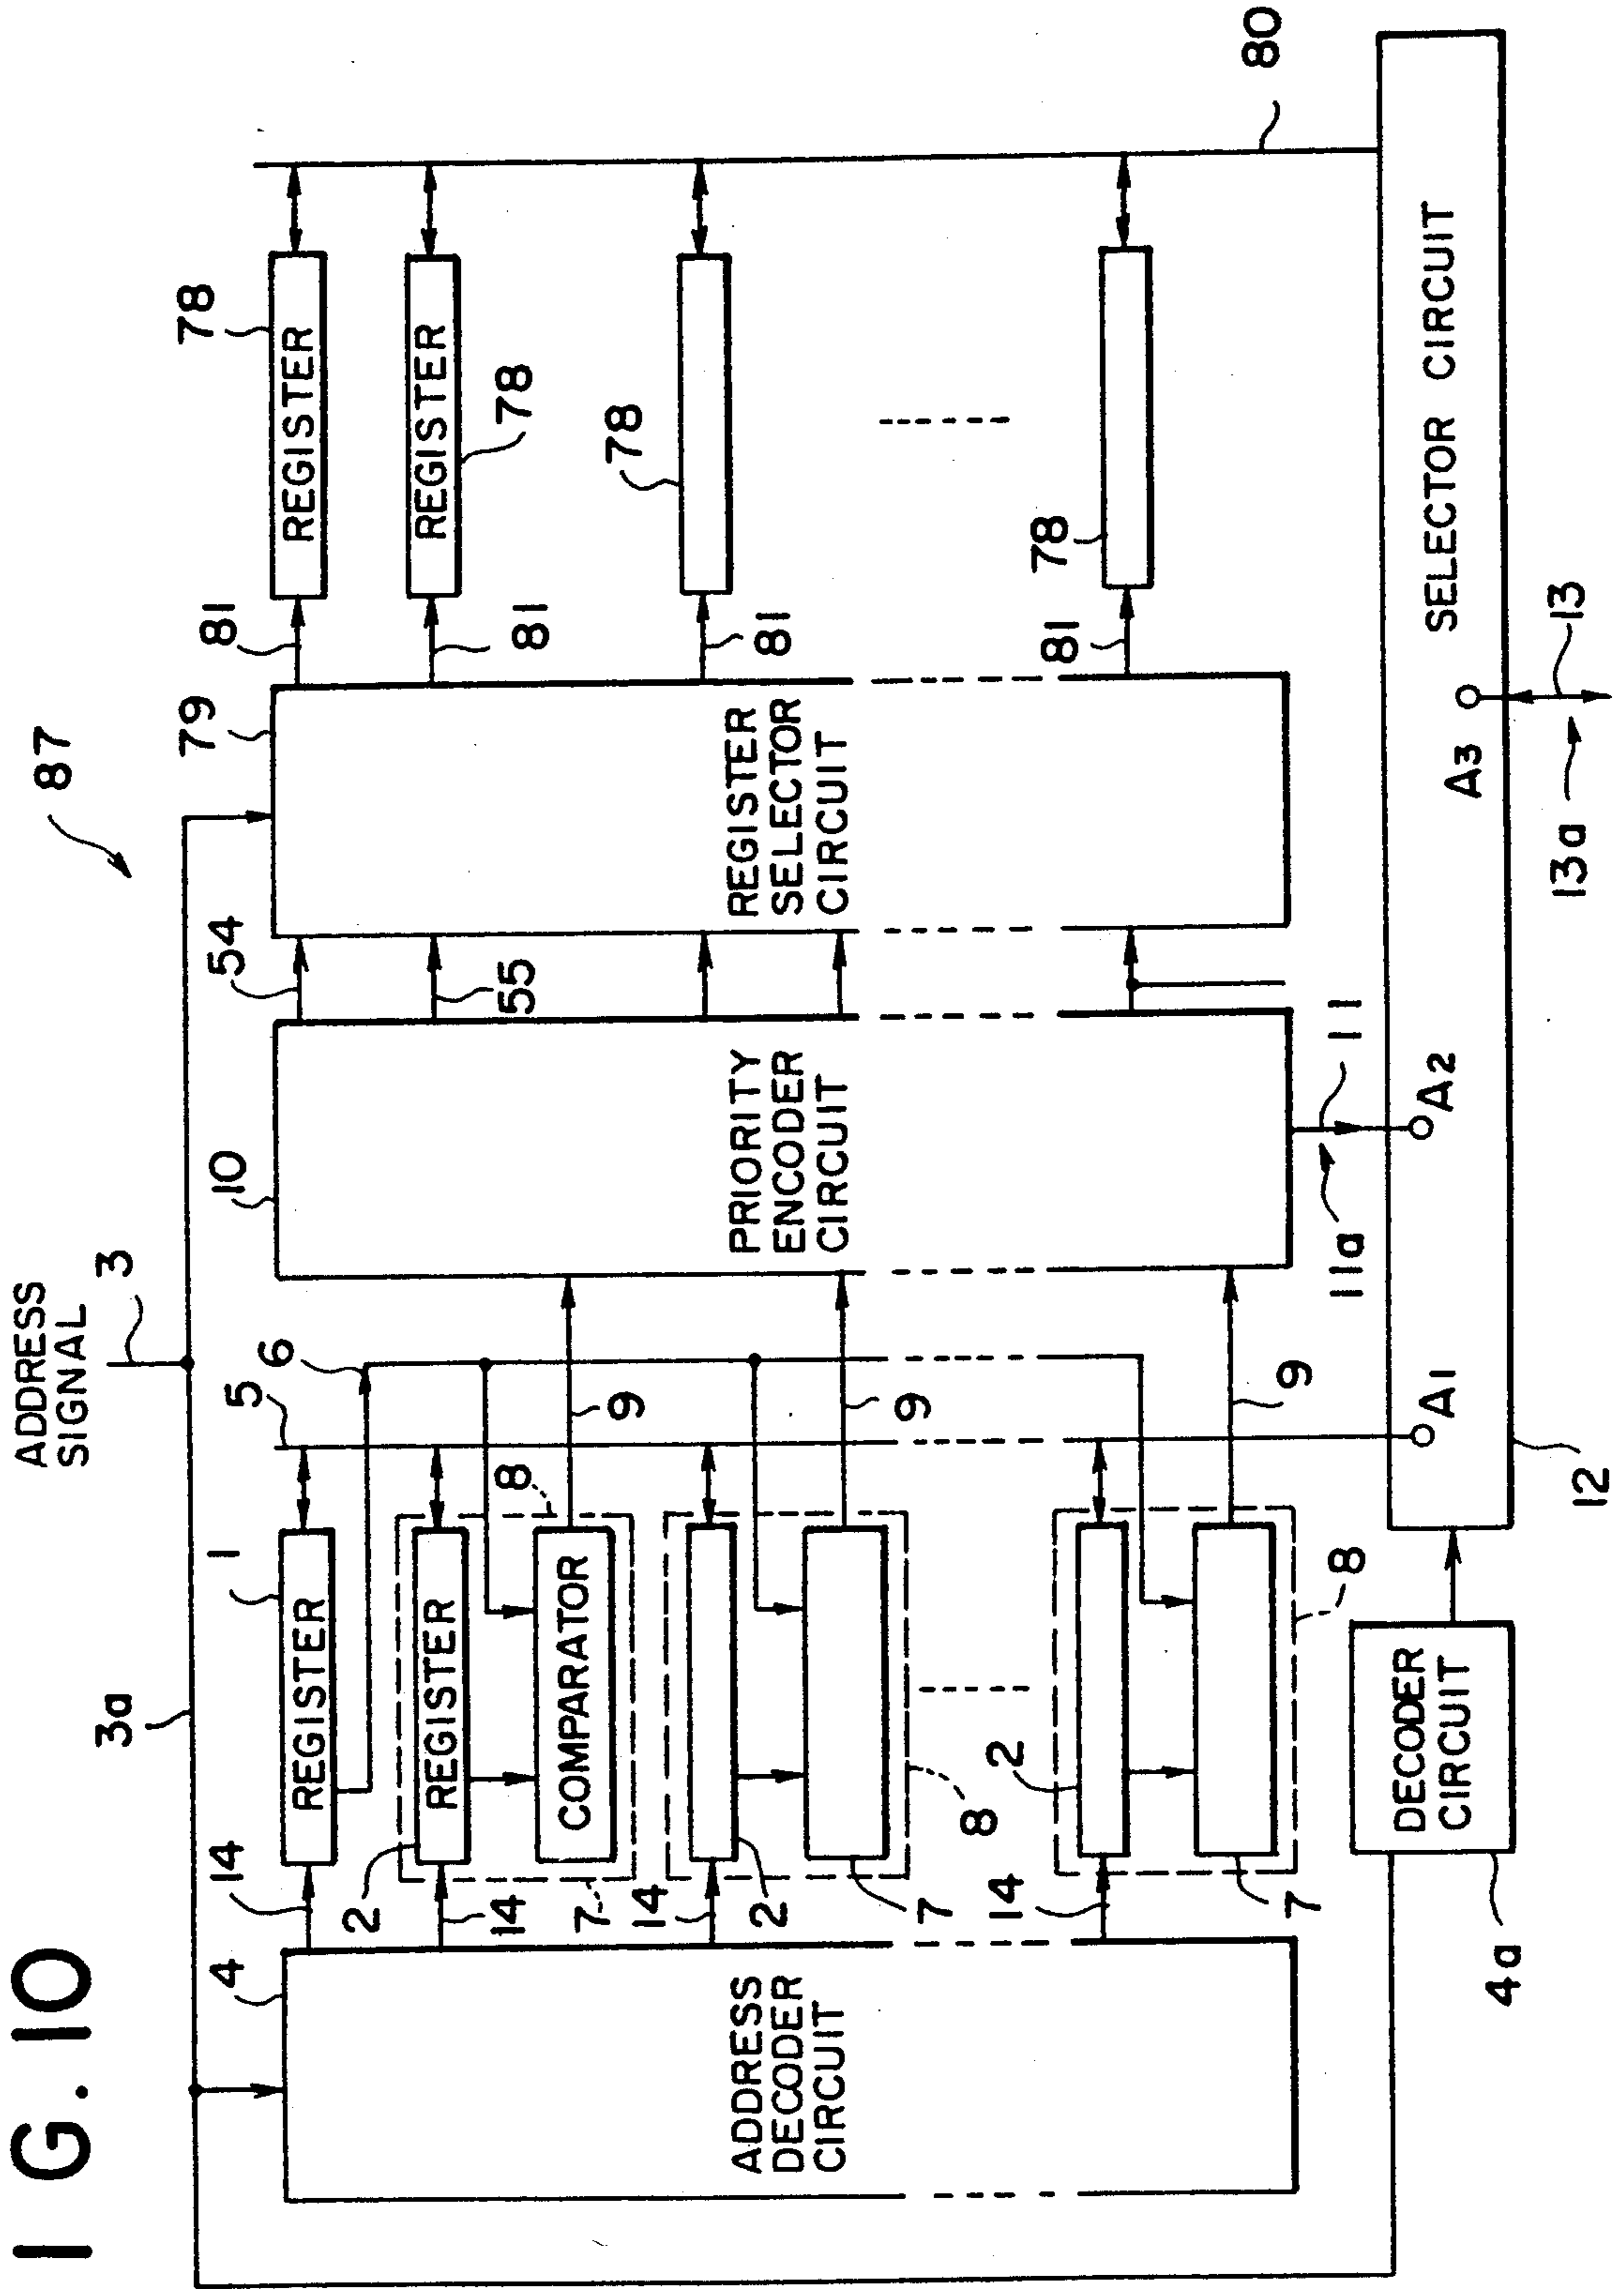 I G. 10
87
ADDRESS
SIGNAL
3
3a
4
14
1
5
6
10
54
79
81
78
REGISTER
REGISTER
2
14
REGISTER
8
9
55
81
REGISTER
78
7
COMPARATOR
14
2
9
81
78
ADDRESS
DECODER
CIRCUIT
PRIORITY
ENCODER
CIRCUIT
REGISTER
SELECTOR
CIRCUIT
7
8
14
2
9
81
78
7
8
11a
11
80
4a
DECODER
CIRCUIT
12
A1
A2
A3
SELECTOR CIRCUIT
13a
13